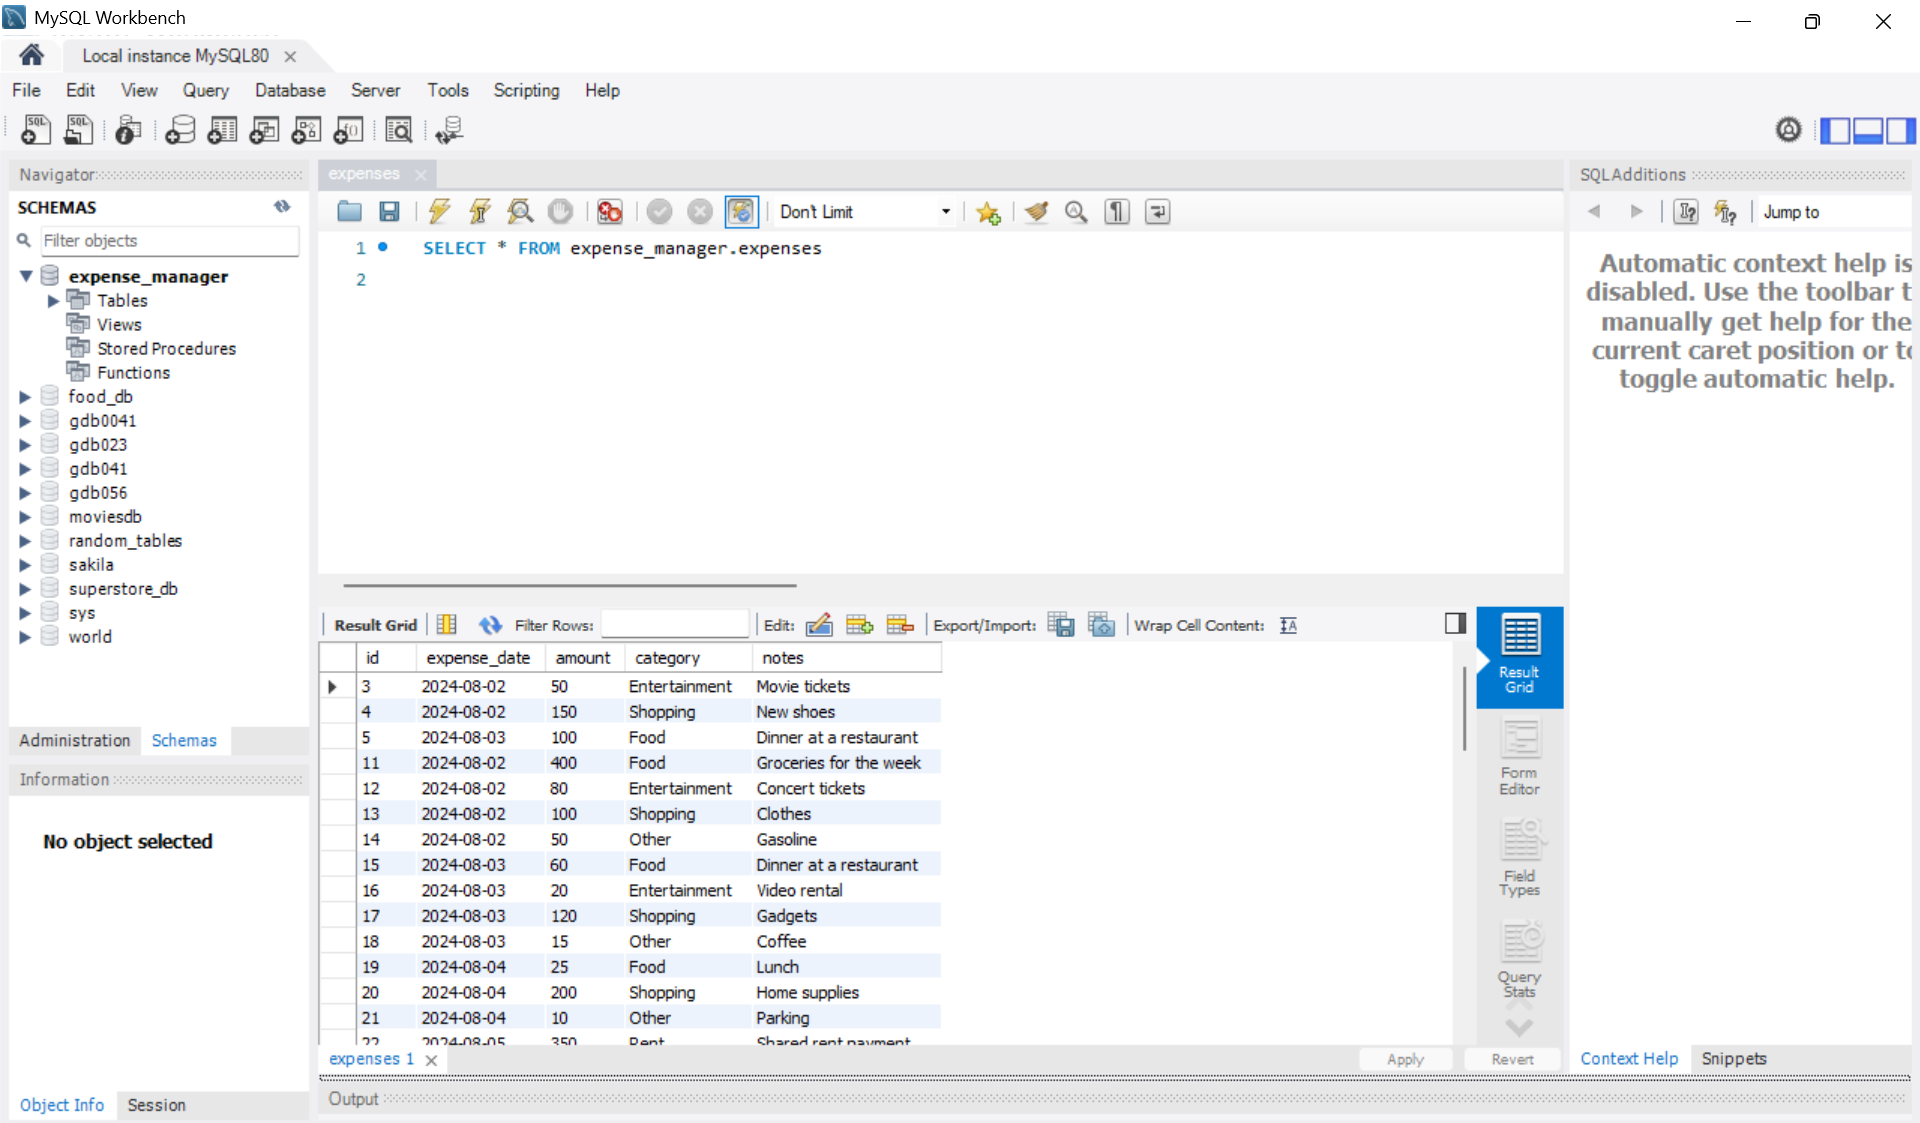 MySQL Workbench
Local instance MySQL80
File Edit View Query Database Server Tools Scripting Help
Navigator
SCHEMAS
Filter objects
expense_manager
Tables
Views
Stored Procedures
Functions
food_db
gdb0041
gdb023
gdb041
gdb056
moviesdb
random_tables
sakila
superstore_db
sys
world
Administration Schemas
Information
No object selected
Object Info Session
expenses
Don't Limit
1 SELECT * FROM expense_manager.expenses
2
Result Grid Filter Rows: Edit: Export/Import: Wrap Cell Content:
id expense_date amount category notes
3 2024-08-02 50 Entertainment Movie tickets
4 2024-08-02 150 Shopping New shoes
5 2024-08-03 100 Food Dinner at a restaurant
11 2024-08-02 400 Food Groceries for the week
12 2024-08-02 80 Entertainment Concert tickets
13 2024-08-02 100 Shopping Clothes
14 2024-08-02 50 Other Gasoline
15 2024-08-03 60 Food Dinner at a restaurant
16 2024-08-03 20 Entertainment Video rental
17 2024-08-03 120 Shopping Gadgets
18 2024-08-03 15 Other Coffee
19 2024-08-04 25 Food Lunch
20 2024-08-04 200 Shopping Home supplies
21 2024-08-04 10 Other Parking
22 2024-08-05 350 Rent Shared rent payment
Result
Grid
Form
Editor
Field
Types
Query
Stats
expenses 1
Apply Revert
Output
SQLAdditions
Jump to
Automatic context help is
disabled. Use the toolbar t
manually get help for the
current caret position or to
toggle automatic help.
Context Help Snippets